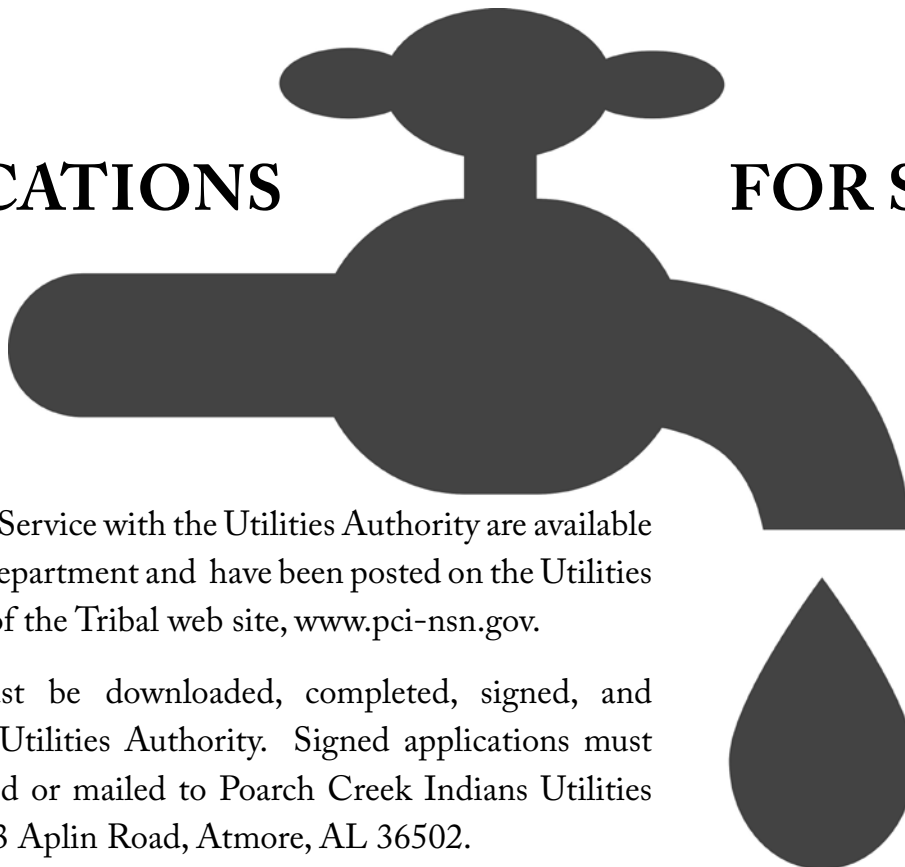 CATIONS FOR S
Service with the Utilities Authority are available
epartment and have been posted on the Utilities
of the Tribal web site, www.pci-nsn.gov.
ust be downloaded, completed, signed, and
Utilities Authority. Signed applications must
d or mailed to Poarch Creek Indians Utilities
3 Aplin Road, Atmore, AL 36502.